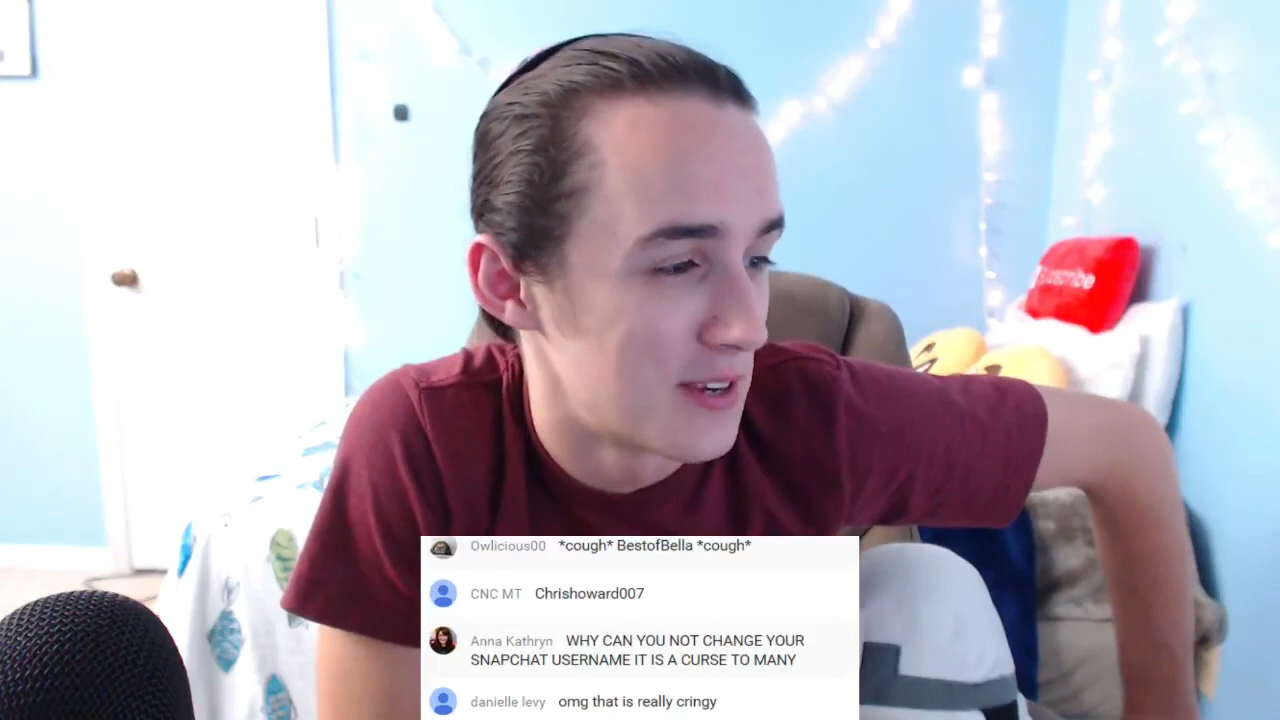 Subscribe
Owlicious00 *cough* BestofBella *cough*
CNC MT Chrishoward007
Anna Kathryn WHY CAN YOU NOT CHANGE YOUR
SNAPCHAT USERNAME IT IS A CURSE TO MANY
danielle levy omg that is really cringy